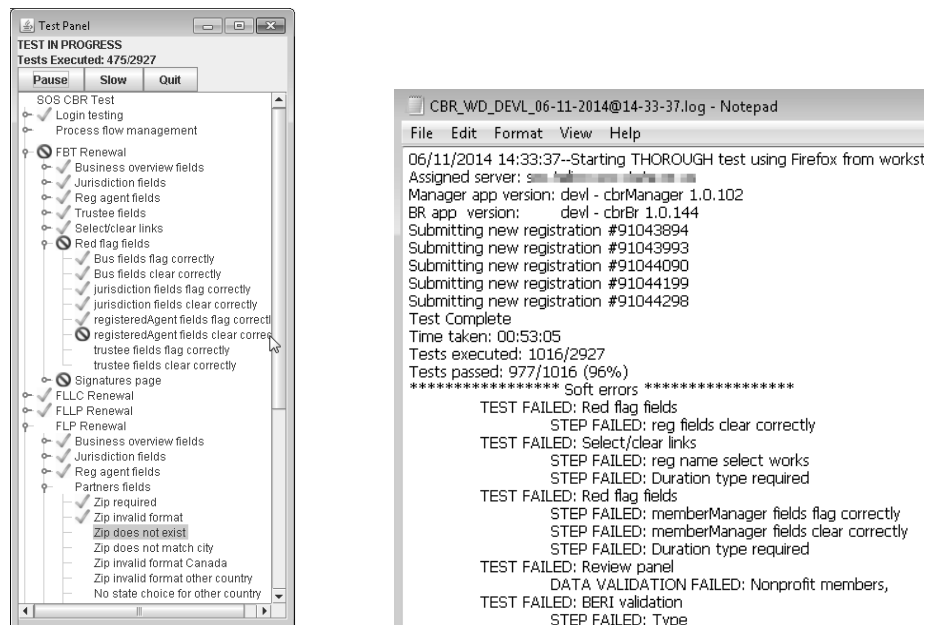 Test Panel
TEST IN PROGRESS
Tests Executed: 475/2927
Pause Slow Quit
SOS CBR Test
Login testing
Process flow management
FBT Renewal
Business overview fields
Jurisdiction fields
Reg agent fields
Trustee fields
Select/clear links
Red flag fields
Bus fields flag correctly
Bus fields clear correctly
jurisdiction fields flag correctly
jurisdiction fields clear correctly
registeredAgent fields flag correctl
registeredAgent fields clear correc
trustee fields flag correctly
trustee fields clear correctly
Signatures page
FLLC Renewal
FLLP Renewal
FLP Renewal
Business overview fields
Jurisdiction fields
Reg agent fields
Partners fields
Zip required
Zip invalid format
Zip does not exist
Zip does not match city
Zip invalid format Canada
Zip invalid format other country
No state choice for other country
CBR_WD_DEVL_06-11-2014@14-33-37.log - Notepad
File Edit Format View Help
06/11/2014 14:33:37--Starting THOROUGH test using Firefox from workst
Assigned server:
Manager app version: devl - cbrManager 1.0.102
BR app version: devl - cbrBr 1.0.144
Submitting new registration #91043894
Submitting new registration #91043993
Submitting new registration #91044090
Submitting new registration #91044199
Submitting new registration #91044298
Test Complete
Time taken: 00:53:05
Tests executed: 1016/2927
Tests passed: 977/1016 (96%)
***************** Soft errors *****************
TEST FAILED: Red flag fields
STEP FAILED: reg fields clear correctly
TEST FAILED: Select/clear links
STEP FAILED: reg name select works
STEP FAILED: Duration type required
TEST FAILED: Red flag fields
STEP FAILED: memberManager fields flag correctly
STEP FAILED: memberManager fields clear correctly
STEP FAILED: Duration type required
TEST FAILED: Review panel
DATA VALIDATION FAILED: Nonprofit members,
TEST FAILED: BERI validation
STEP FAILED: Type